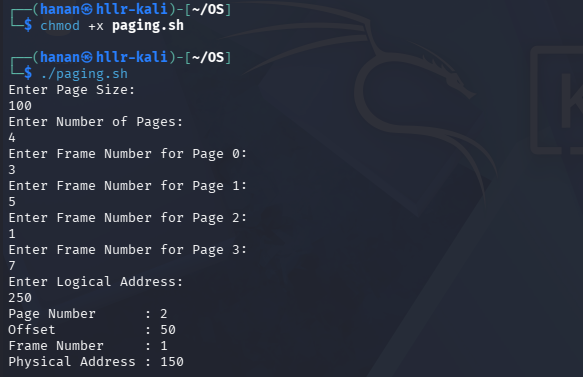 ┌──(hanan㉿hllr-kali)-[~/OS]
└─$ chmod +x paging.sh
┌──(hanan㉿hllr-kali)-[~/OS]
└─$ ./paging.sh
Enter Page Size:
100
Enter Number of Pages:
4
Enter Frame Number for Page 0:
3
Enter Frame Number for Page 1:
5
Enter Frame Number for Page 2:
1
Enter Frame Number for Page 3:
7
Enter Logical Address:
250
Page Number      : 2
Offset           : 50
Frame Number     : 1
Physical Address : 150